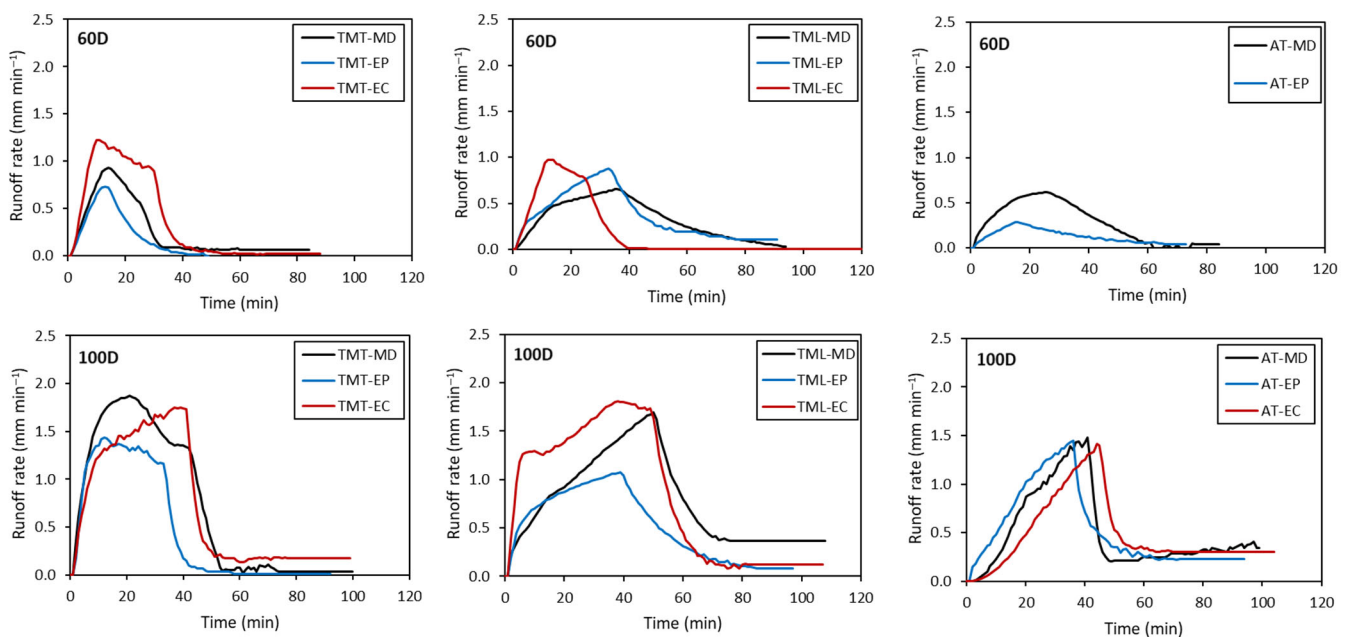 60D
TMT-MD
TMT-EP
TMT-EC
2.5
2.0
1.5
1.0
0.5
0.0
Runoff rate (mm min⁻¹)
0 20 40 60 80 100 120
Time (min)
60D
TML-MD
TML-EP
TML-EC
2.5
2.0
1.5
1.0
0.5
0.0
Runoff rate (mm min⁻¹)
0 20 40 60 80 100 120
Time (min)
60D
AT-MD
AT-EP
2.5
2.0
1.5
1.0
0.5
0.0
Runoff rate (mm min⁻¹)
0 20 40 60 80 100 120
Time (min)
100D
TMT-MD
TMT-EP
TMT-EC
2.5
2.0
1.5
1.0
0.5
0.0
Runoff rate (mm min⁻¹)
0 20 40 60 80 100 120
Time (min)
100D
TML-MD
TML-EP
TML-EC
2.5
2.0
1.5
1.0
0.5
0.0
Runoff rate (mm min⁻¹)
0 20 40 60 80 100 120
Time (min)
100D
AT-MD
AT-EP
AT-EC
2.5
2.0
1.5
1.0
0.5
0.0
Runoff rate (mm min⁻¹)
0 20 40 60 80 100 120
Time (min)